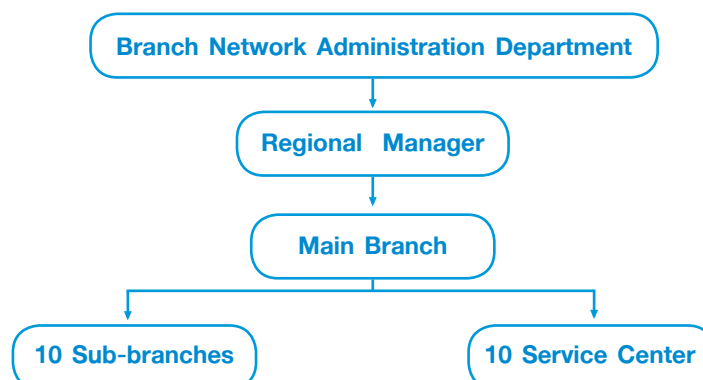 Branch Network Administration Department
Regional Manager
Main Branch
10 Sub-branches
10 Service Center